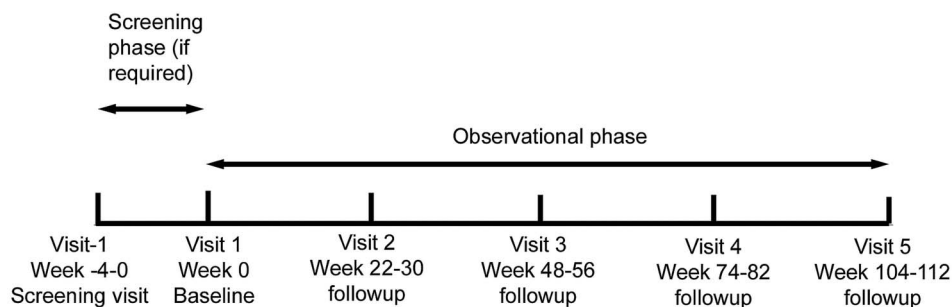 Screening
phase (if
required)
Observational phase
Visit-1
Week -4-0
Screening visit
Visit 1
Week 0
Baseline
Visit 2
Week 22-30
followup
Visit 3
Week 48-56
followup
Visit 4
Week 74-82
followup
Visit 5
Week 104-112
followup